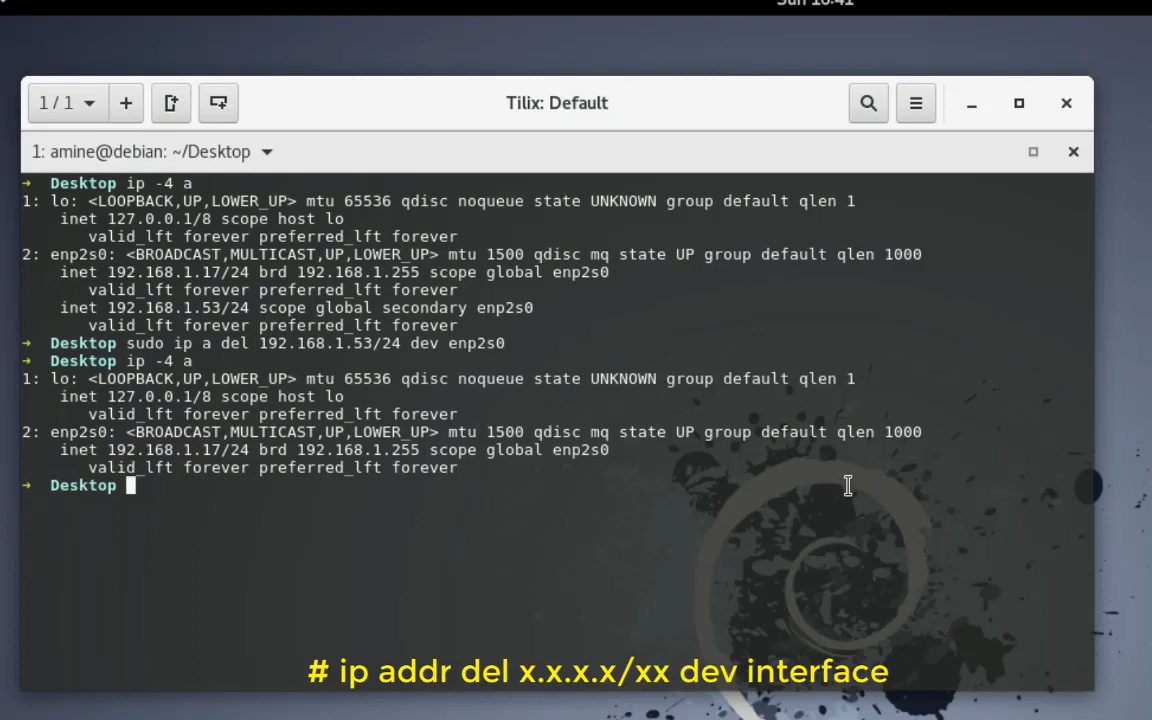 Sun 16:41
1 / 1
Tilix: Default
1: amine@debian: ~/Desktop
→ Desktop ip -4 a
1: lo: <LOOPBACK,UP,LOWER_UP> mtu 65536 qdisc noqueue state UNKNOWN group default qlen 1
    inet 127.0.0.1/8 scope host lo
       valid_lft forever preferred_lft forever
2: enp2s0: <BROADCAST,MULTICAST,UP,LOWER_UP> mtu 1500 qdisc mq state UP group default qlen 1000
    inet 192.168.1.17/24 brd 192.168.1.255 scope global enp2s0
       valid_lft forever preferred_lft forever
    inet 192.168.1.53/24 scope global secondary enp2s0
       valid_lft forever preferred_lft forever
→ Desktop sudo ip a del 192.168.1.53/24 dev enp2s0
→ Desktop ip -4 a
1: lo: <LOOPBACK,UP,LOWER_UP> mtu 65536 qdisc noqueue state UNKNOWN group default qlen 1
    inet 127.0.0.1/8 scope host lo
       valid_lft forever preferred_lft forever
2: enp2s0: <BROADCAST,MULTICAST,UP,LOWER_UP> mtu 1500 qdisc mq state UP group default qlen 1000
    inet 192.168.1.17/24 brd 192.168.1.255 scope global enp2s0
       valid_lft forever preferred_lft forever
→ Desktop
# ip addr del x.x.x.x/xx dev interface